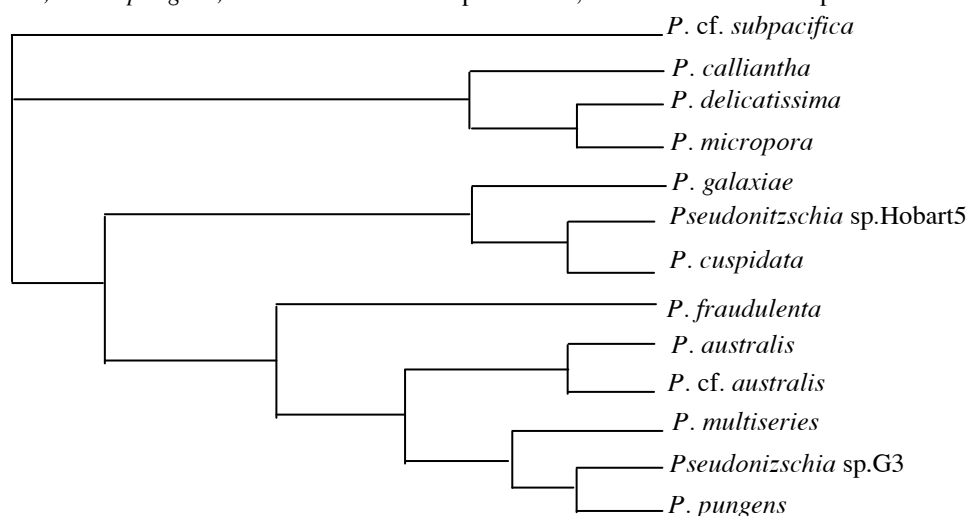 P. cf. subpacifica
P. calliantha
P. delicatissima
P. micropora
P. galaxiae
Pseudonitzschia sp.Hobart5
P. cuspidata
P. fraudulenta
P. australis
P. cf. australis
P. multiseries
Pseudonizschia sp.G3
P. pungens